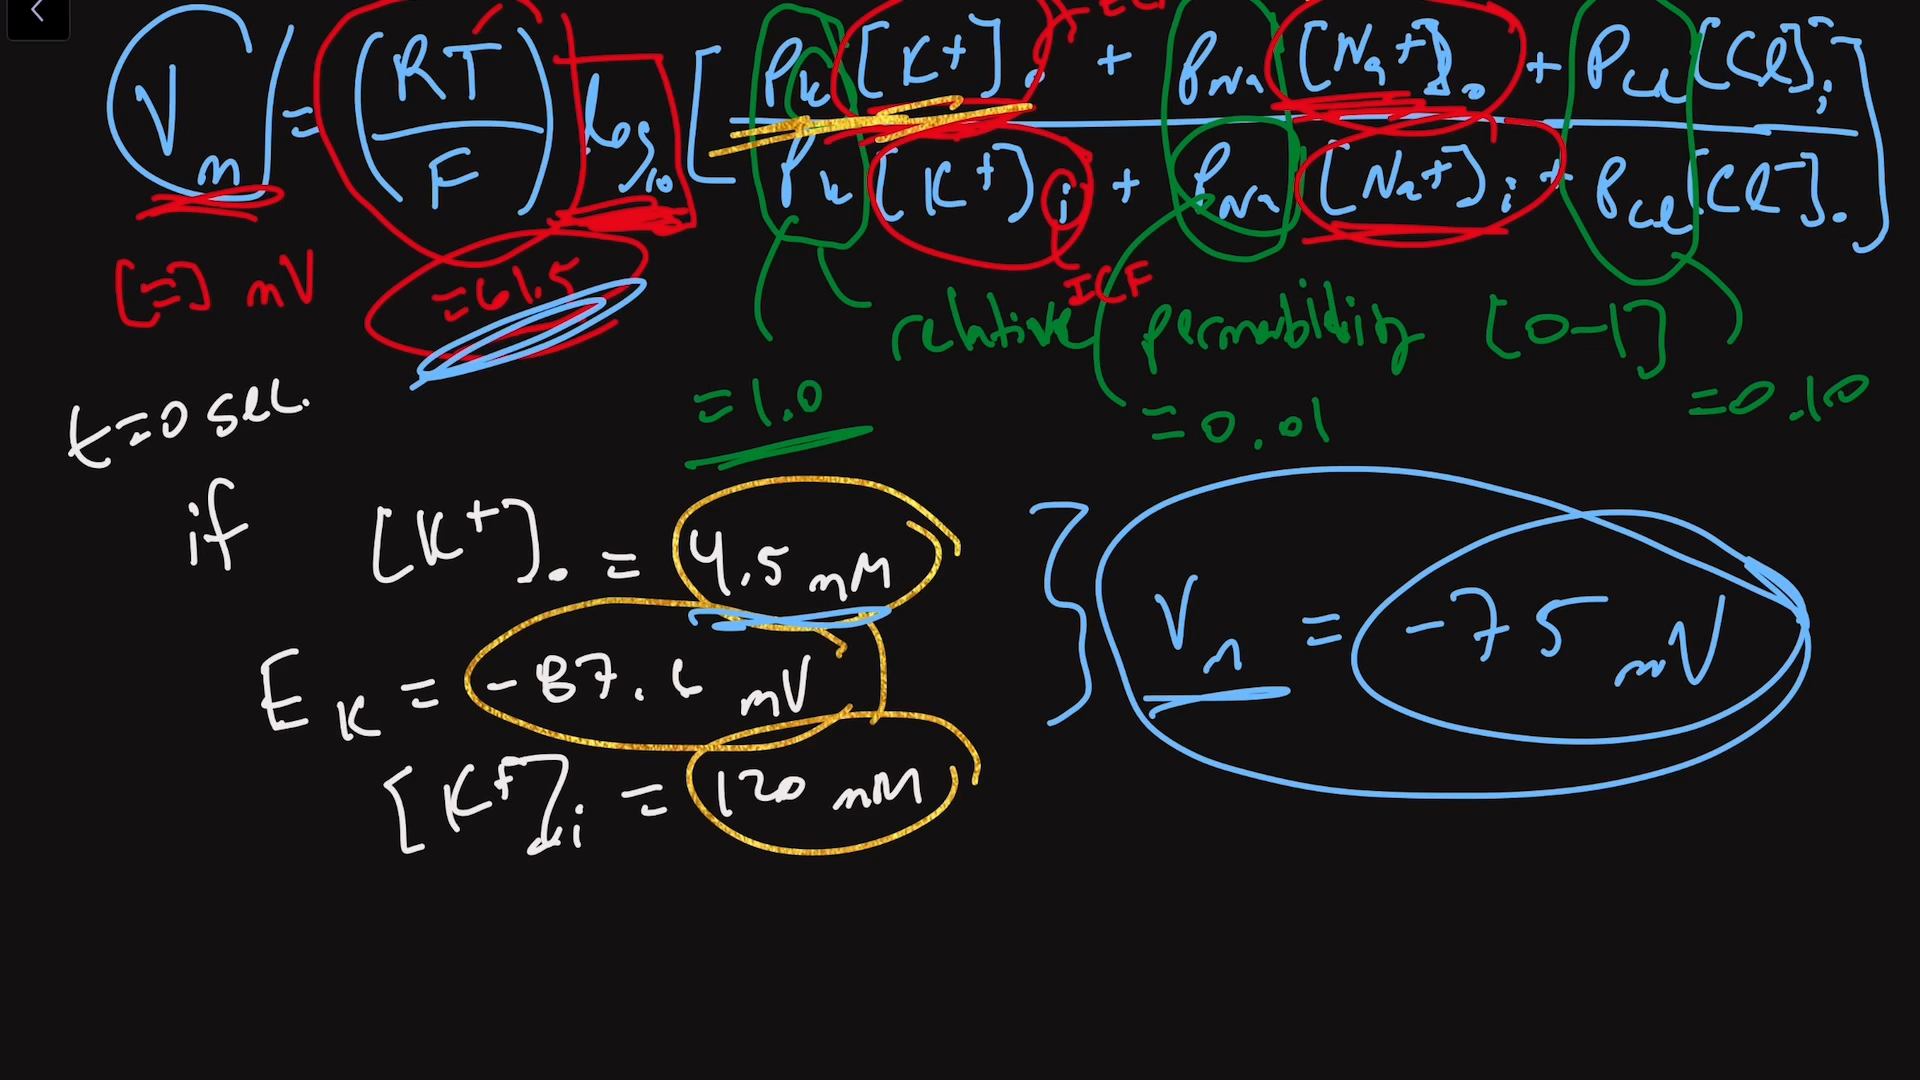 Vm = (RT/F) log10 [ PK [K+]o + PNa [Na+]o + PCl [Cl-]i
PK [K+]i + PNa [Na+]i + PCl [Cl-]o ]
[=] mV
=61.5
ICF
relative permeability [0-1]
t=0 sec.
=1.0
=0.01
=0.10
if [K+]o = 4.5 mM
EK = -87.6 mV
[K+]i = 120 mM
Vm = -75 mV